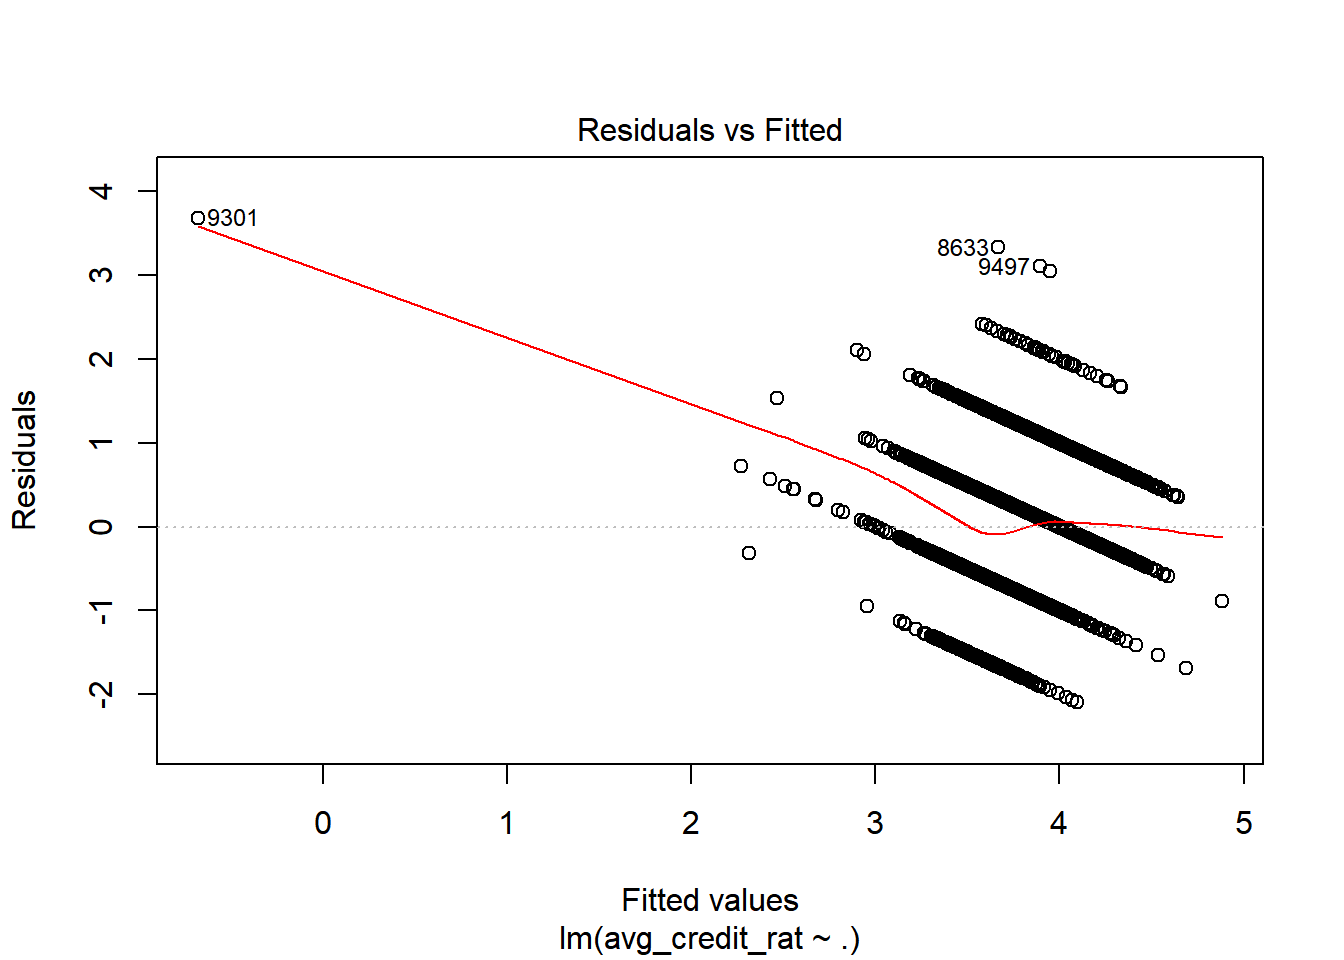 Residuals vs Fitted
4
3
2
1
0
-1
-2
Residuals
9301
8633
9497
0 1 2 3 4 5
Fitted values
lm(avg_credit_rat ~ .)